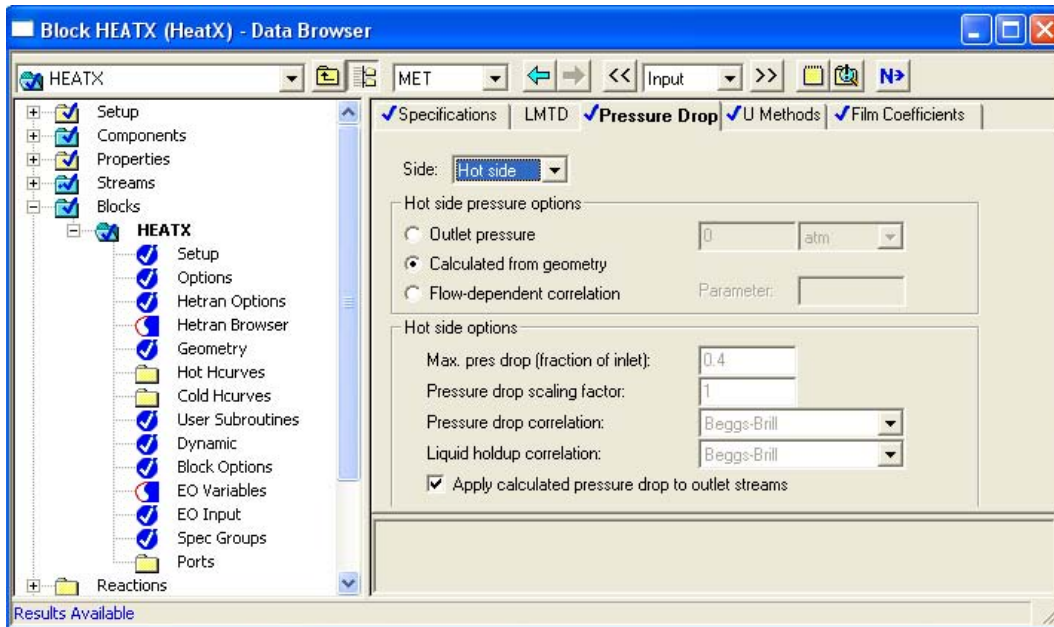 Block HEATX (HeatX) - Data Browser
HEATX MET << Input >> N>
Setup
Components
Properties
Streams
Blocks
HEATX
Setup
Options
Hetran Options
Hetran Browser
Geometry
Hot Hcurves
Cold Hcurves
User Subroutines
Dynamic
Block Options
EO Variables
EO Input
Spec Groups
Ports
Reactions
Specifications LMTD Pressure Drop U Methods Film Coefficients
Side: Hot side
Hot side pressure options
Outlet pressure 0 atm
Calculated from geometry
Flow-dependent correlation Parameter:
Hot side options
Max. pres drop (fraction of inlet): 0.4
Pressure drop scaling factor: 1
Pressure drop correlation: Beggs-Brill
Liquid holdup correlation: Beggs-Brill
Apply calculated pressure drop to outlet streams
Results Available